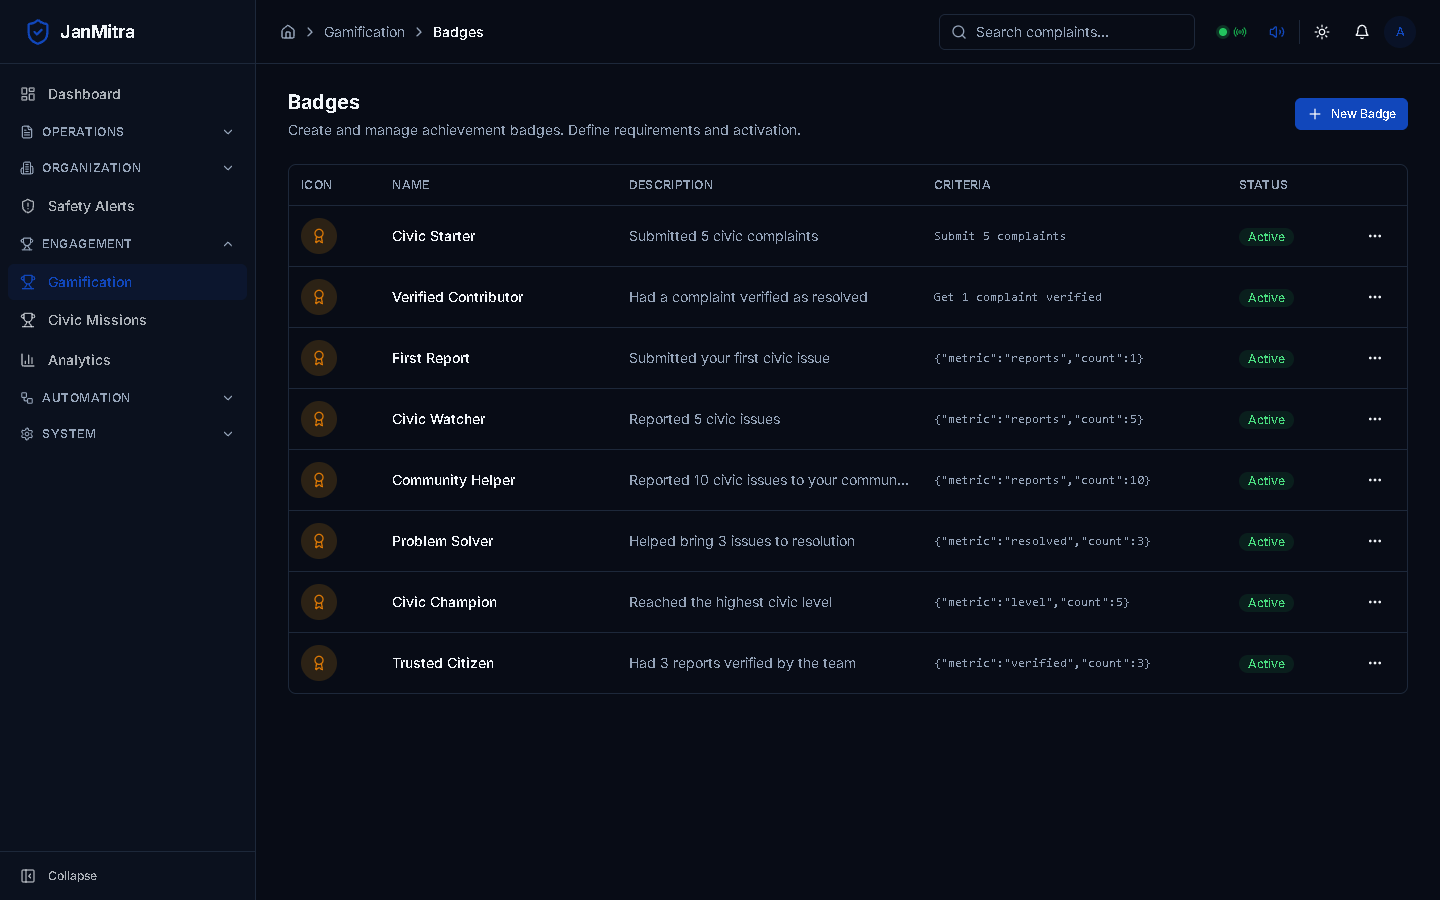 JanMitra
Gamification
Badges
Search complaints...
A
Dashboard
OPERATIONS
ORGANIZATION
Safety Alerts
ENGAGEMENT
Gamification
Civic Missions
Analytics
AUTOMATION
SYSTEM
Collapse
Badges
Create and manage achievement badges. Define requirements and activation.
New Badge
ICON NAME DESCRIPTION CRITERIA STATUS
Civic Starter Submitted 5 civic complaints Submit 5 complaints Active
Verified Contributor Had a complaint verified as resolved Get 1 complaint verified Active
First Report Submitted your first civic issue {"metric":"reports","count":1} Active
Civic Watcher Reported 5 civic issues {"metric":"reports","count":5} Active
Community Helper Reported 10 civic issues to your commun... {"metric":"reports","count":10} Active
Problem Solver Helped bring 3 issues to resolution {"metric":"resolved","count":3} Active
Civic Champion Reached the highest civic level {"metric":"level","count":5} Active
Trusted Citizen Had 3 reports verified by the team {"metric":"verified","count":3} Active